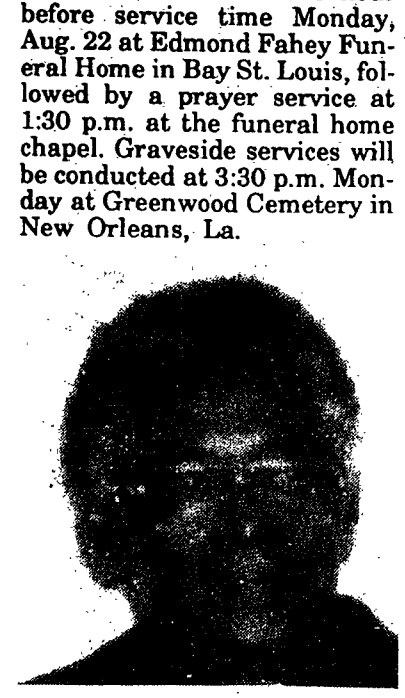 before service time Monday,
Aug. 22 at Edmond Fahey Fun-
eral Home in Bay St. Louis, fol-
lowed by a prayer service at
1:30 p.m. at the funeral home
chapel. Graveside services will
be conducted at 3:30 p.m. Mon-
day at Greenwood Cemetery in
New Orleans, La.